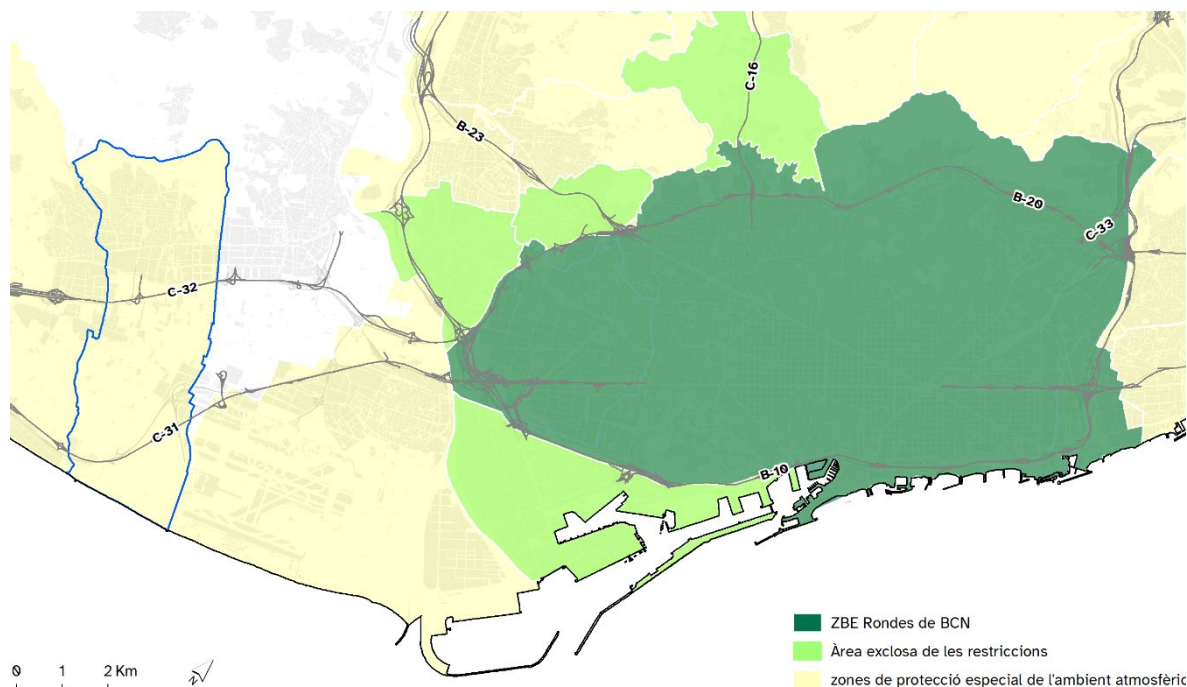 C-16
B-23
B-20
C-33
C-32
C-31
B-10
ZBE Rondes de BCN
Àrea exclosa de les restriccions
zones de protecció especial de l'ambient atmosfèric
0 1 2 Km
N